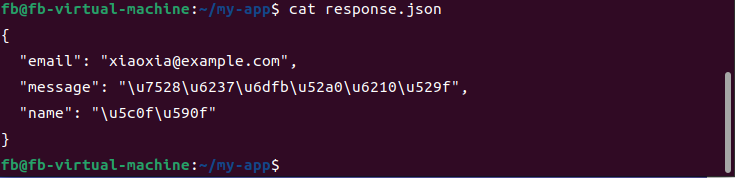 fb@fb-virtual-machine:~/my-app$ cat response.json
{
  "email": "xiaoxia@example.com",
  "message": "\u7528\u6237\u6dfb\u52a0\u6210\u529f",
  "name": "\u5c0f\u590f"
}
fb@fb-virtual-machine:~/my-app$